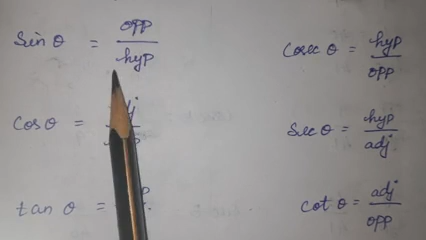 Sin θ = opp/hyp
Cosec θ = hyp/opp
Cos θ =
Sec θ = hyp/adj
tan θ =
Cot θ = adj/opp